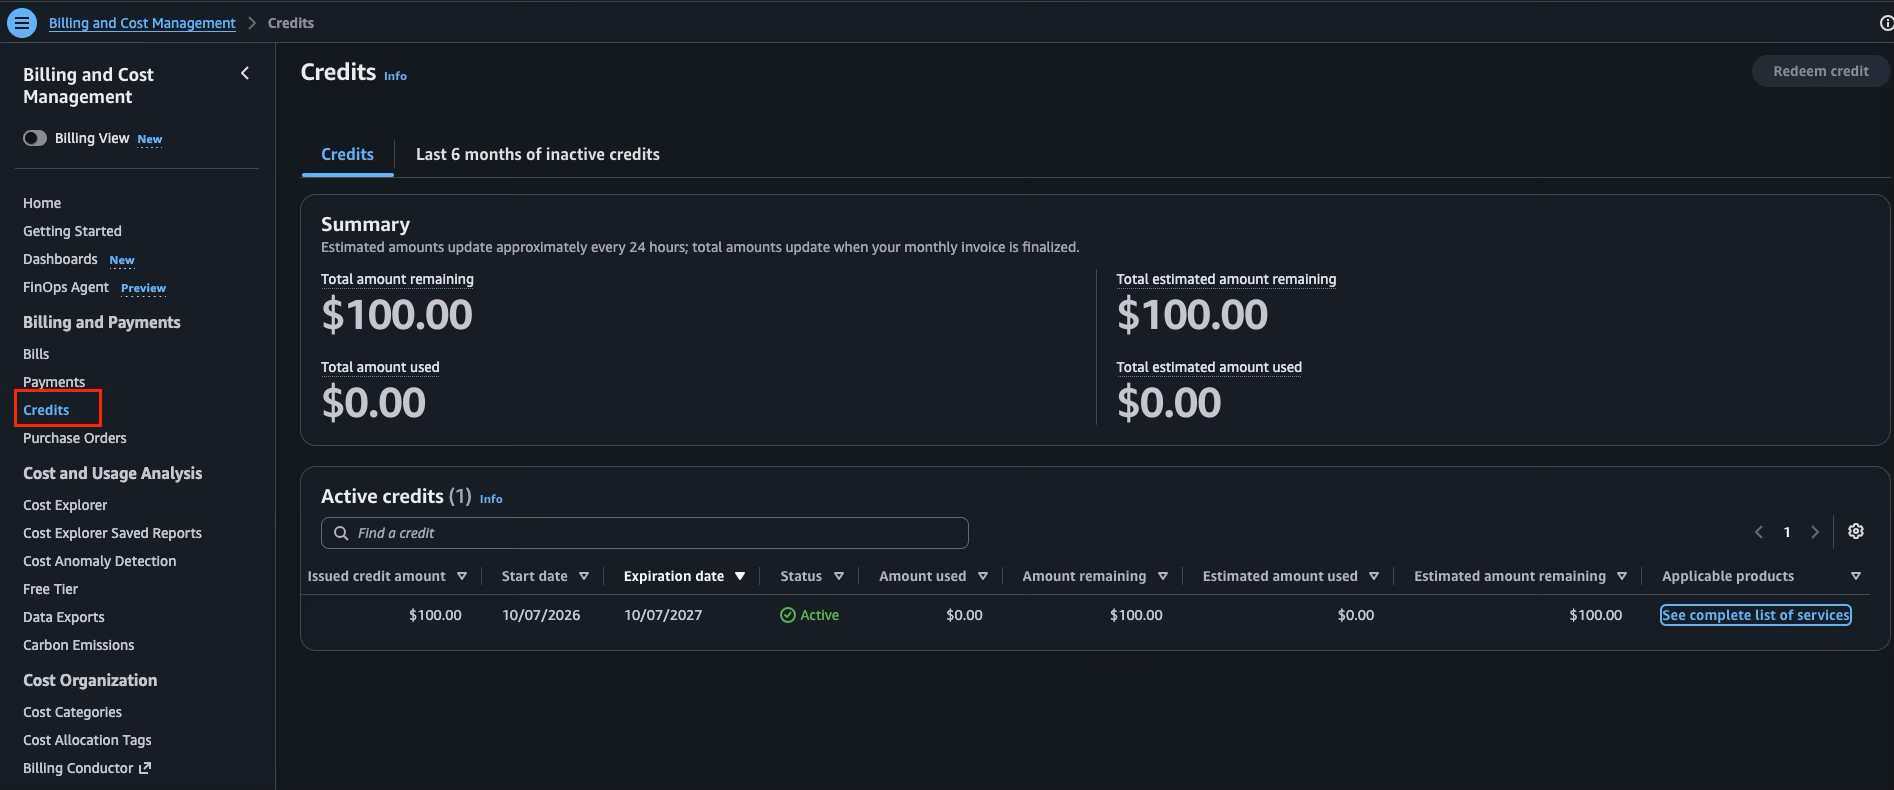 Billing and Cost Management > Credits
Billing and Cost
Management
Billing View New
Home
Getting Started
Dashboards New
FinOps Agent Preview
Billing and Payments
Bills
Payments
Credits
Purchase Orders
Cost and Usage Analysis
Cost Explorer
Cost Explorer Saved Reports
Cost Anomaly Detection
Free Tier
Data Exports
Carbon Emissions
Cost Organization
Cost Categories
Cost Allocation Tags
Billing Conductor
Credits Info
Redeem credit
Credits Last 6 months of inactive credits
Summary
Estimated amounts update approximately every 24 hours; total amounts update when your monthly invoice is finalized.
Total amount remaining Total estimated amount remaining
$100.00 $100.00
Total amount used Total estimated amount used
$0.00 $0.00
Active credits (1) Info
Find a credit
1
Issued credit amount Start date Expiration date Status Amount used Amount remaining Estimated amount used Estimated amount remaining Applicable products
$100.00 10/07/2026 10/07/2027 Active $0.00 $100.00 $0.00 $100.00 See complete list of services